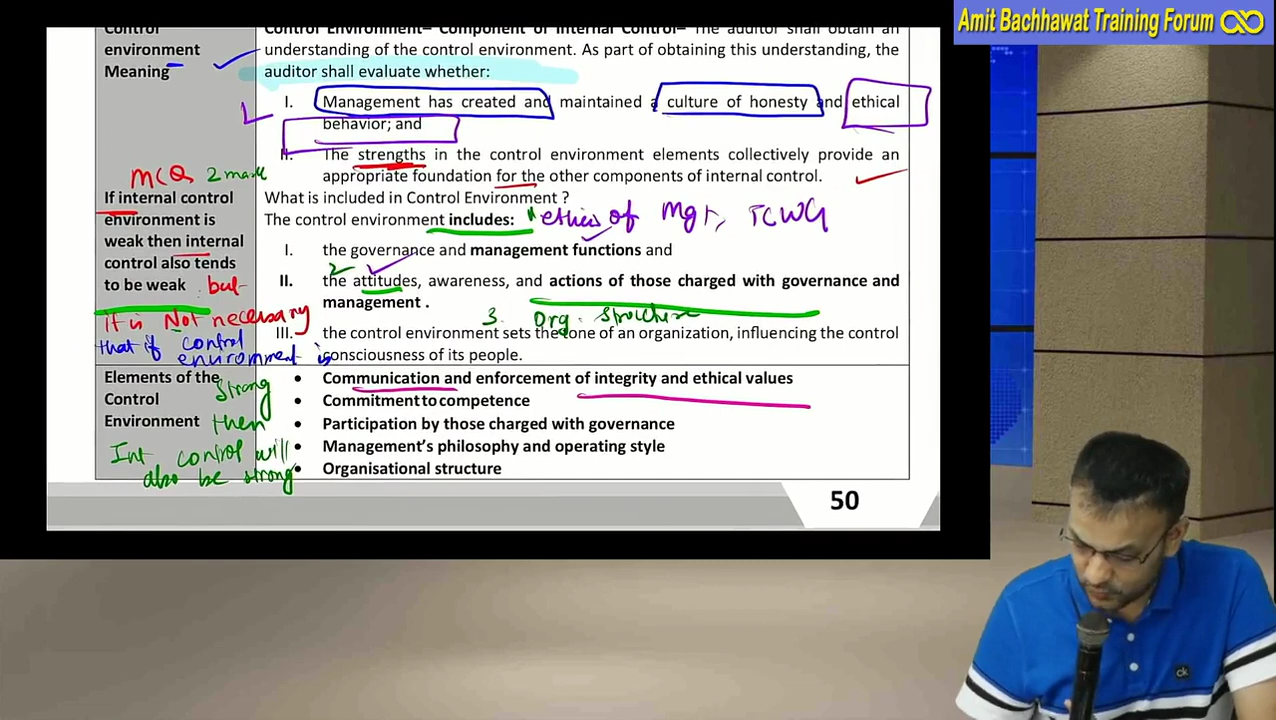 Amit Bachhawat Training Forum
Control
environment
Meaning
Control Environment– Component of Internal Control– The auditor shall obtain an
understanding of the control environment. As part of obtaining this understanding, the
auditor shall evaluate whether:
I. Management has created and maintained a culture of honesty and ethical
behavior; and
II. The strengths in the control environment elements collectively provide an
appropriate foundation for the other components of internal control.
MCQ 2 mark
If internal control
environment is
weak then internal
control also tends
to be weak but
it is Not necessary
that if control
environment is
strong
then
Int control will
also be strong
What is included in Control Environment ?
The control environment includes: 1 ethics of Mgt, TCWG
I. the governance and management functions and
2
II. the attitudes, awareness, and actions of those charged with governance and
management .
3. Org. structure
III. the control environment sets the tone of an organization, influencing the control
consciousness of its people.
Elements of the
Control
Environment
• Communication and enforcement of integrity and ethical values
• Commitment to competence
• Participation by those charged with governance
• Management’s philosophy and operating style
• Organisational structure
50
ck